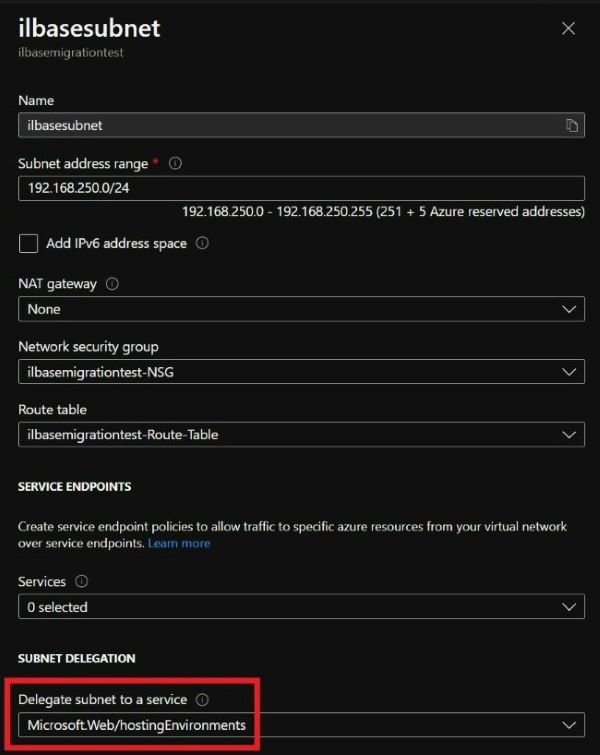 ilbasesubnet
ilbasemigrationtest
Name
ilbasesubnet
Subnet address range *
192.168.250.0/24
192.168.250.0 - 192.168.250.255 (251 + 5 Azure reserved addresses)
Add IPv6 address space
NAT gateway
None
Network security group
ilbasemigrationtest-NSG
Route table
ilbasemigrationtest-Route-Table
SERVICE ENDPOINTS
Create service endpoint policies to allow traffic to specific azure resources from your virtual network
over service endpoints. Learn more
Services
0 selected
SUBNET DELEGATION
Delegate subnet to a service
Microsoft.Web/hostingEnvironments